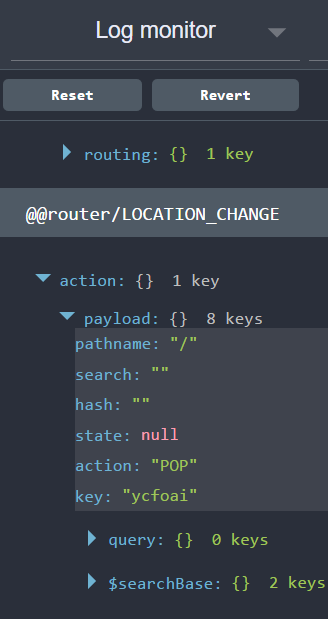 Log monitor
Reset Revert
routing: {} 1 key
@@router/LOCATION_CHANGE
action: {} 1 key
payload: {} 8 keys
pathname: "/"
search: ""
hash: ""
state: null
action: "POP"
key: "ycfoai"
query: {} 0 keys
$searchBase: {} 2 keys